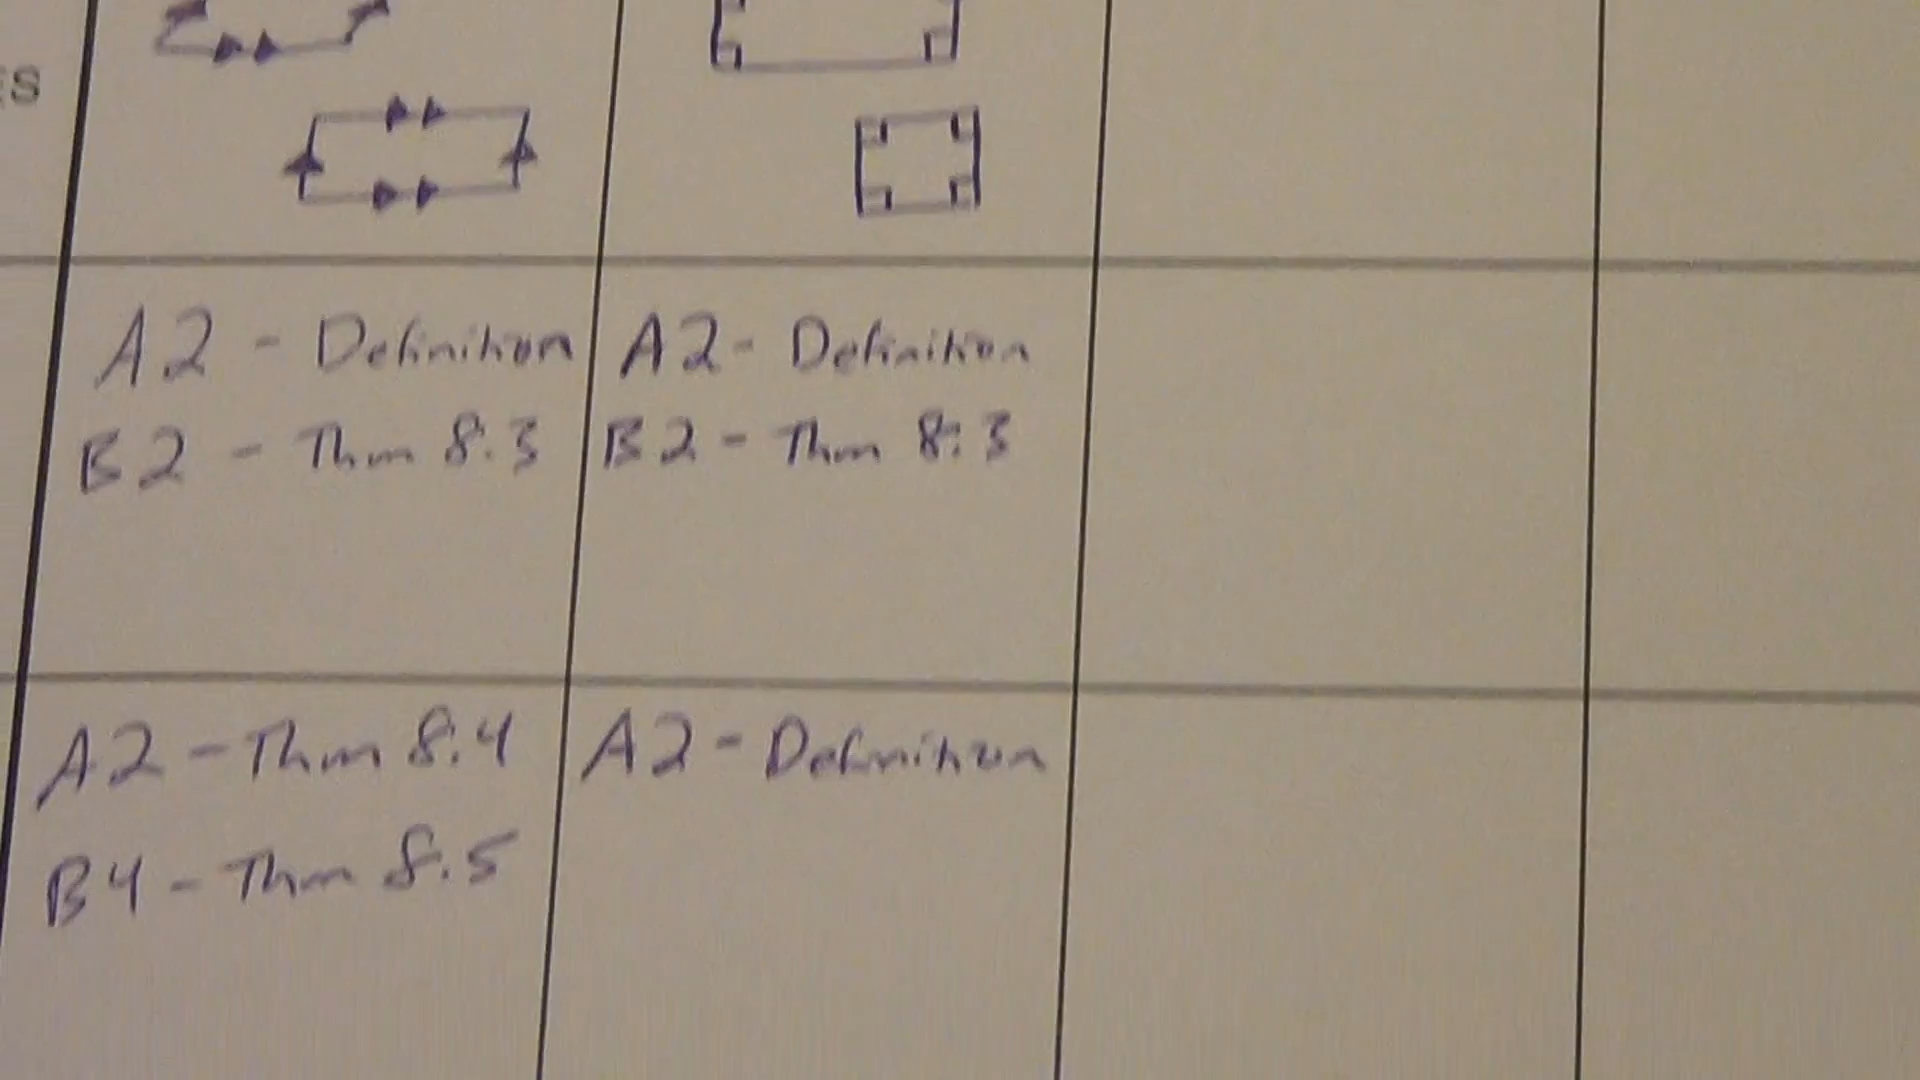 ES
A2 - Definition
B2 - Thm 8.3
A2 - Definition
B2 - Thm 8.3
A2 - Thm 8.4
B4 - Thm 8.5
A2 - Definition